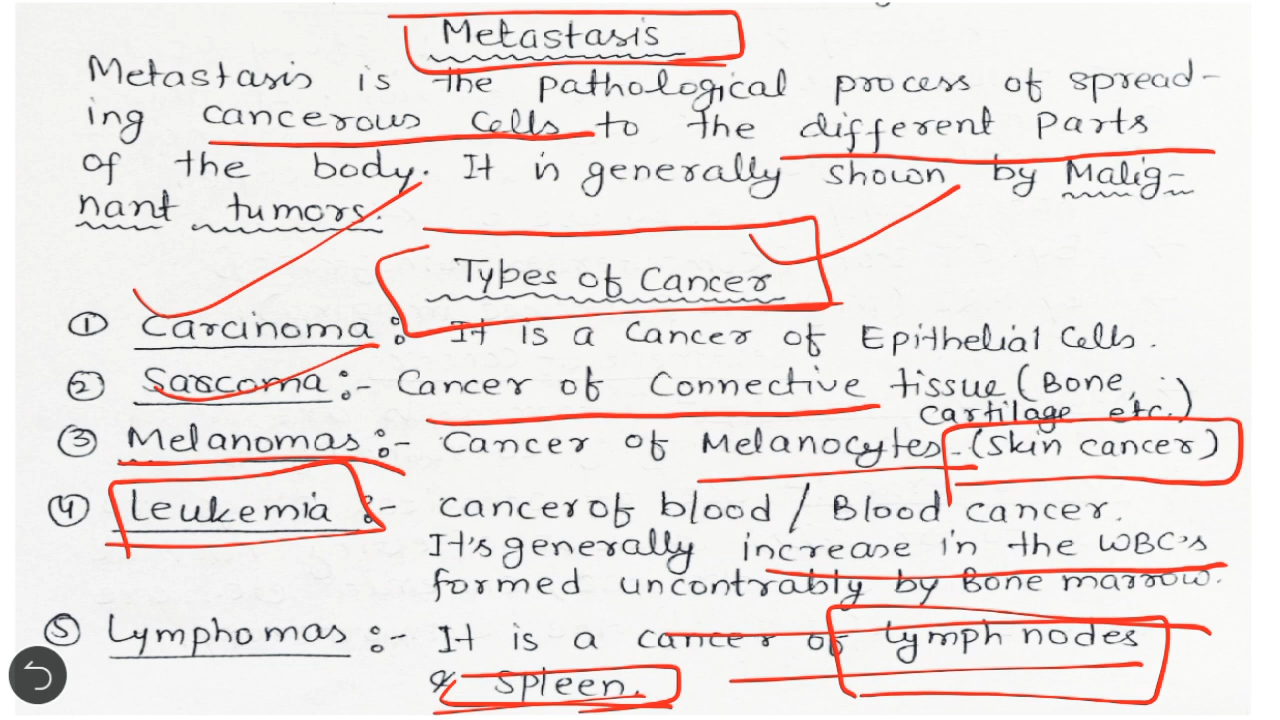 Metastasis
Metastasis is the pathological process of spread-
ing cancerous cells to the different Parts
of the body. It is generally shown by Malig-
nant tumors.
Types of Cancer
① Carcinoma :- It is a Cancer of Epithelial Cells.
② Sarcoma :- Cancer of Connective tissue (Bone,
cartilage etc.)
③ Melanomas :- Cancer of Melanocytes - (Skin cancer)
④ Leukemia :- cancer of blood / Blood cancer.
It's generally increase in the WBC's
formed uncontrably by Bone marrow.
⑤ Lymphomas :- It is a cancer of lymph nodes
& Spleen.